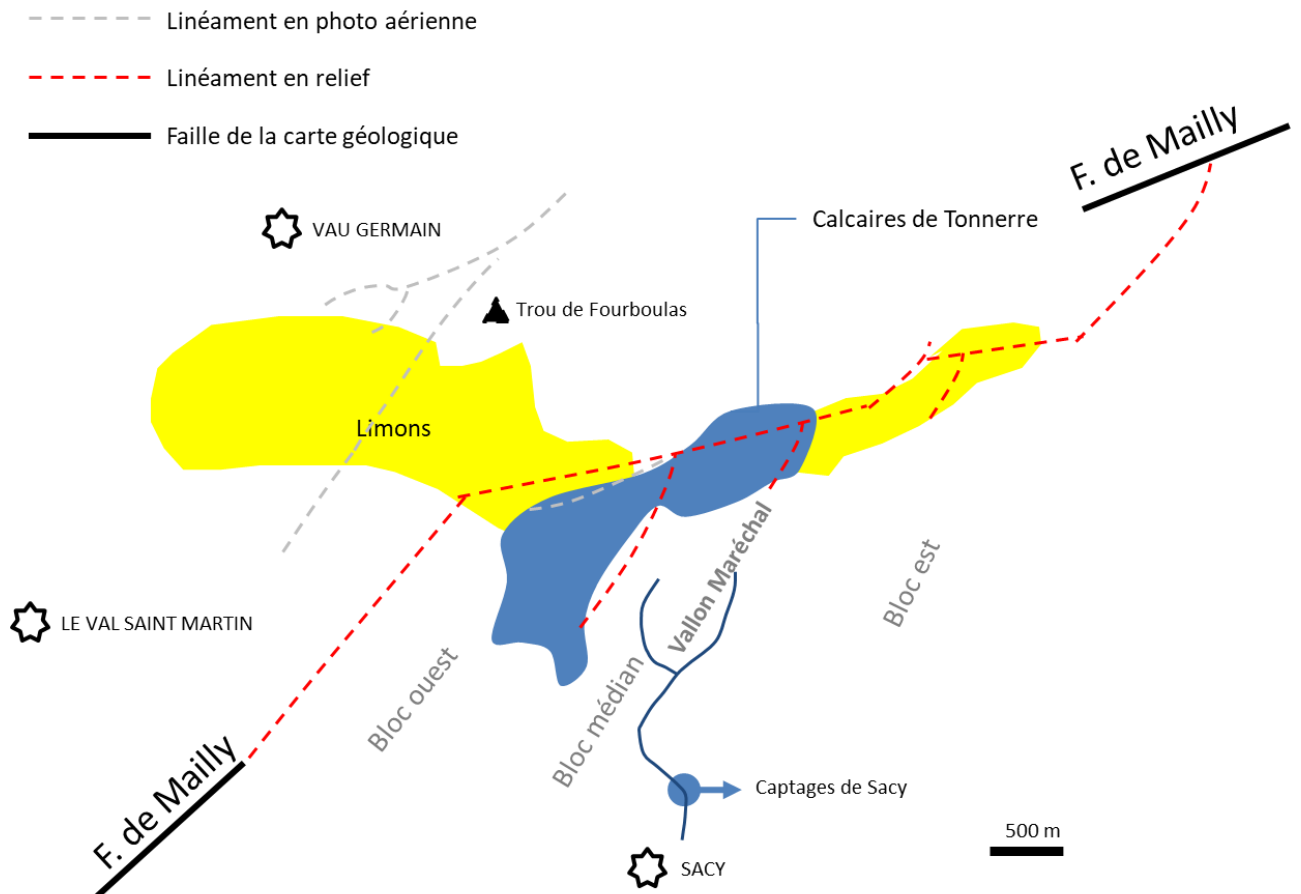 Linéament en photo aérienne
Linéament en relief
Faille de la carte géologique
F. de Mailly
VAU GERMAIN
Calcaires de Tonnerre
Trou de Fourboulas
Limons
Vallon Maréchal
Bloc est
LE VAL SAINT MARTIN
Bloc ouest
Bloc médian
F. de Mailly
Captages de Sacy
500 m
SACY